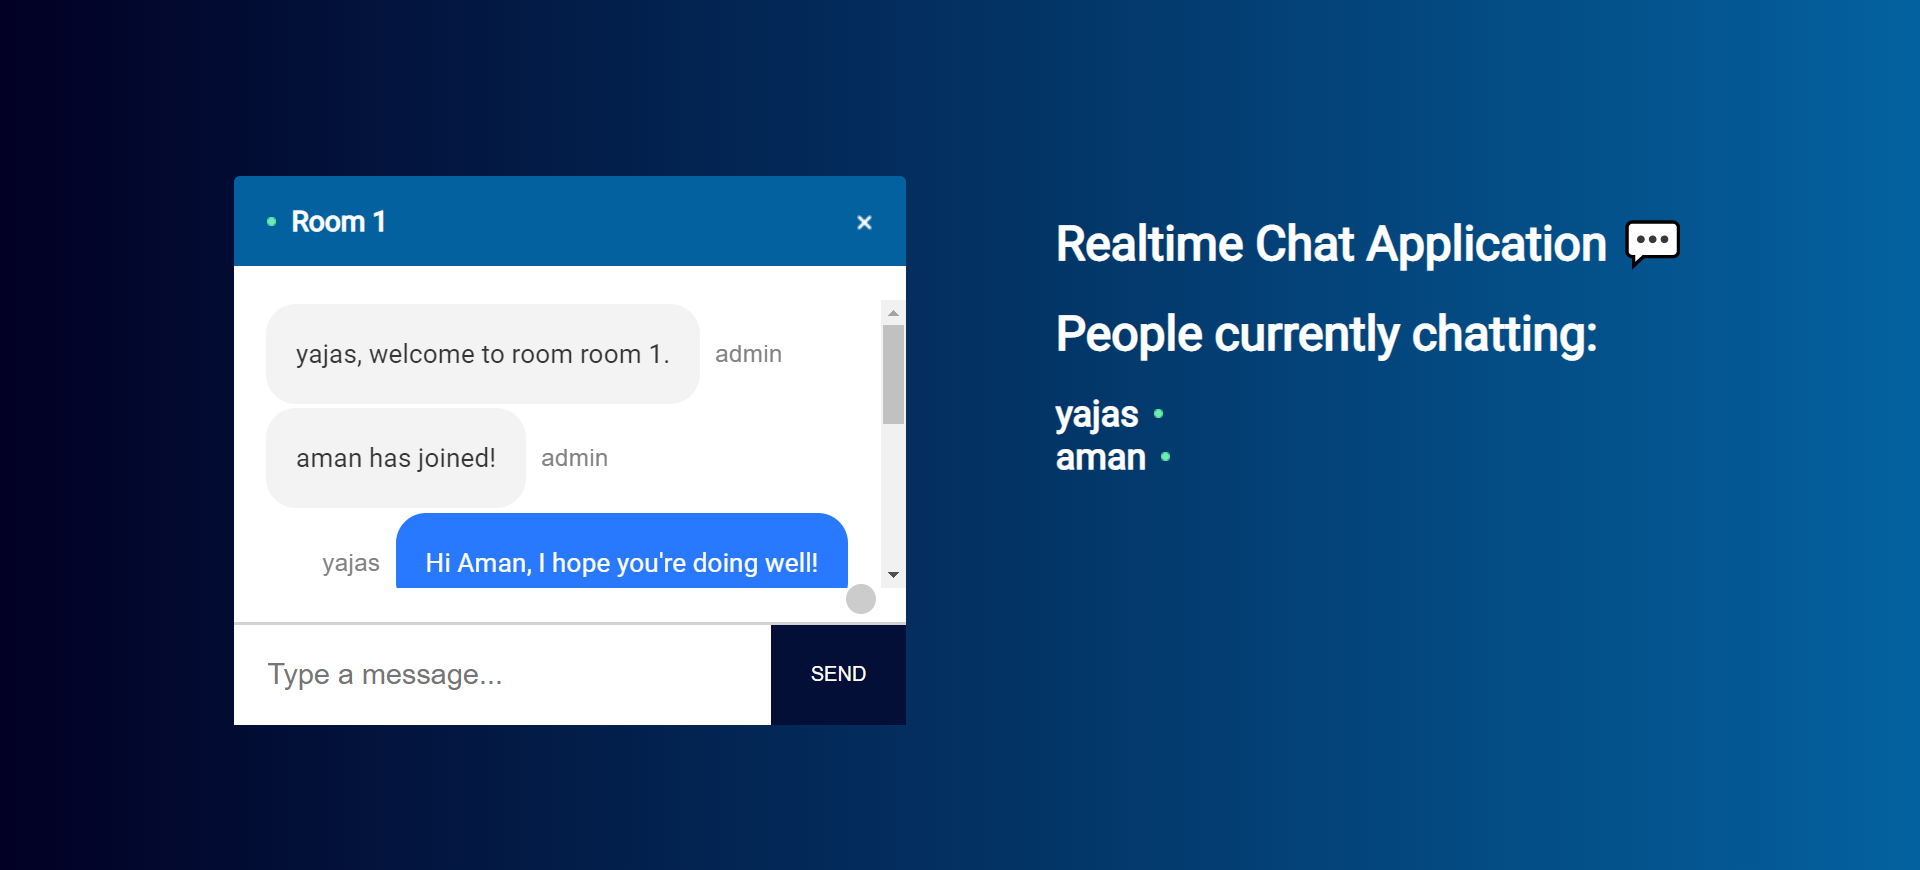 Room 1
yajas, welcome to room room 1.
admin
aman has joined!
admin
yajas
Hi Aman, I hope you're doing well!
Type a message...
SEND
Realtime Chat Application 💬
People currently chatting:
yajas
aman